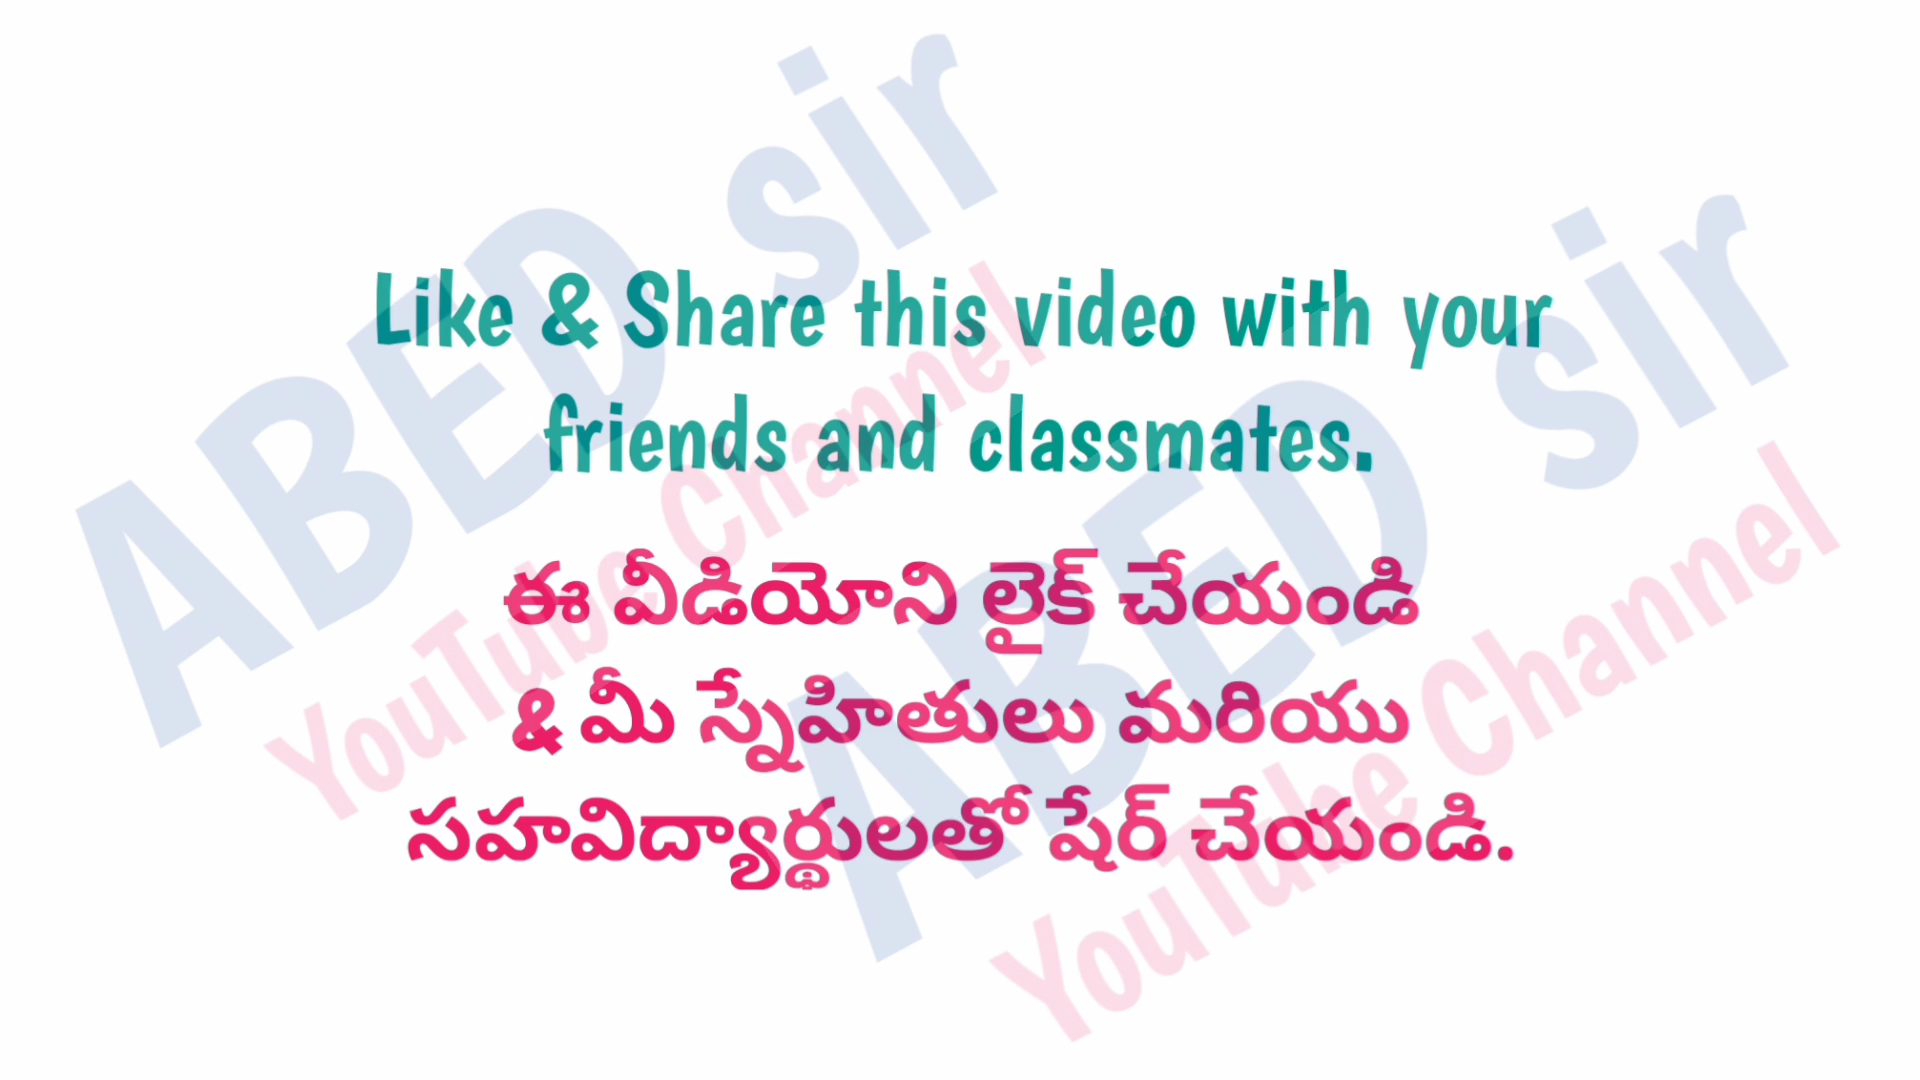 Like & Share this video with your
friends and classmates.
ఈ వీడియోని లైక్ చేయండి
& మీ స్నేహితులు మరియు
సహవిద్యార్థులతో షేర్ చేయండి.
ABED sir
YouTube Channel
ABED sir
YouTube Channel